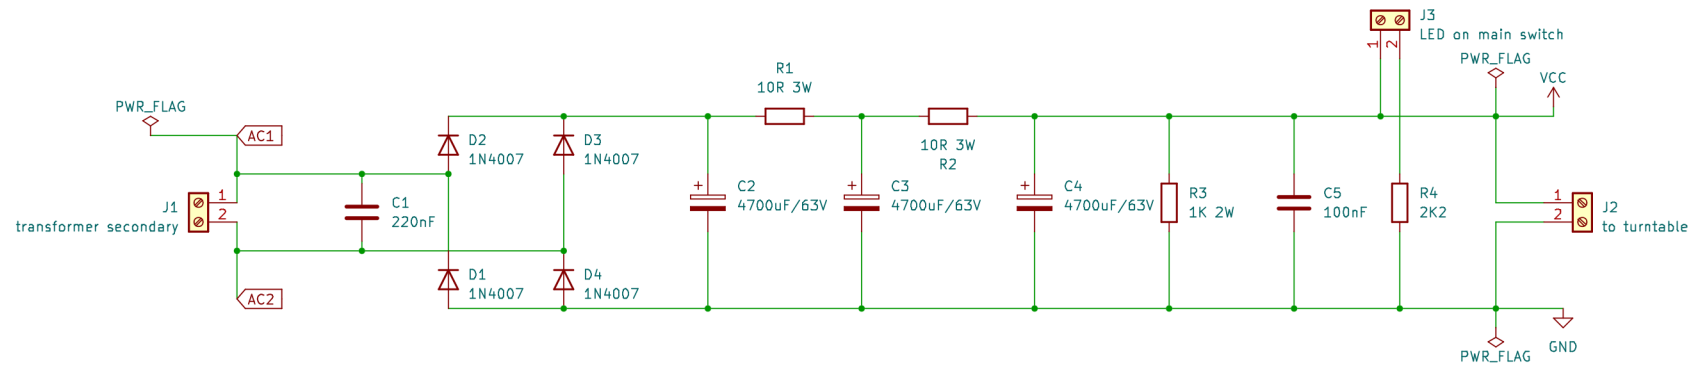 J3
LED on main switch
1
2
PWR_FLAG
VCC
R1
10R 3W
PWR_FLAG
AC1
D2
1N4007
D3
1N4007
10R 3W
R2
J1
transformer secondary
1
2
C1
220nF
C2
4700uF/63V
C3
4700uF/63V
C4
4700uF/63V
R3
1K 2W
C5
100nF
R4
2K2
1
2
J2
to turntable
D1
1N4007
D4
1N4007
AC2
PWR_FLAG
GND